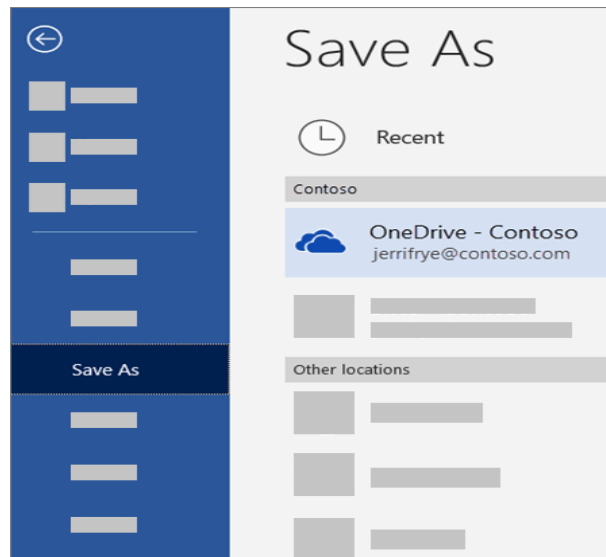 Save As
Recent
Contoso
OneDrive - Contoso
jerrifrye@contoso.com
Save As
Other locations